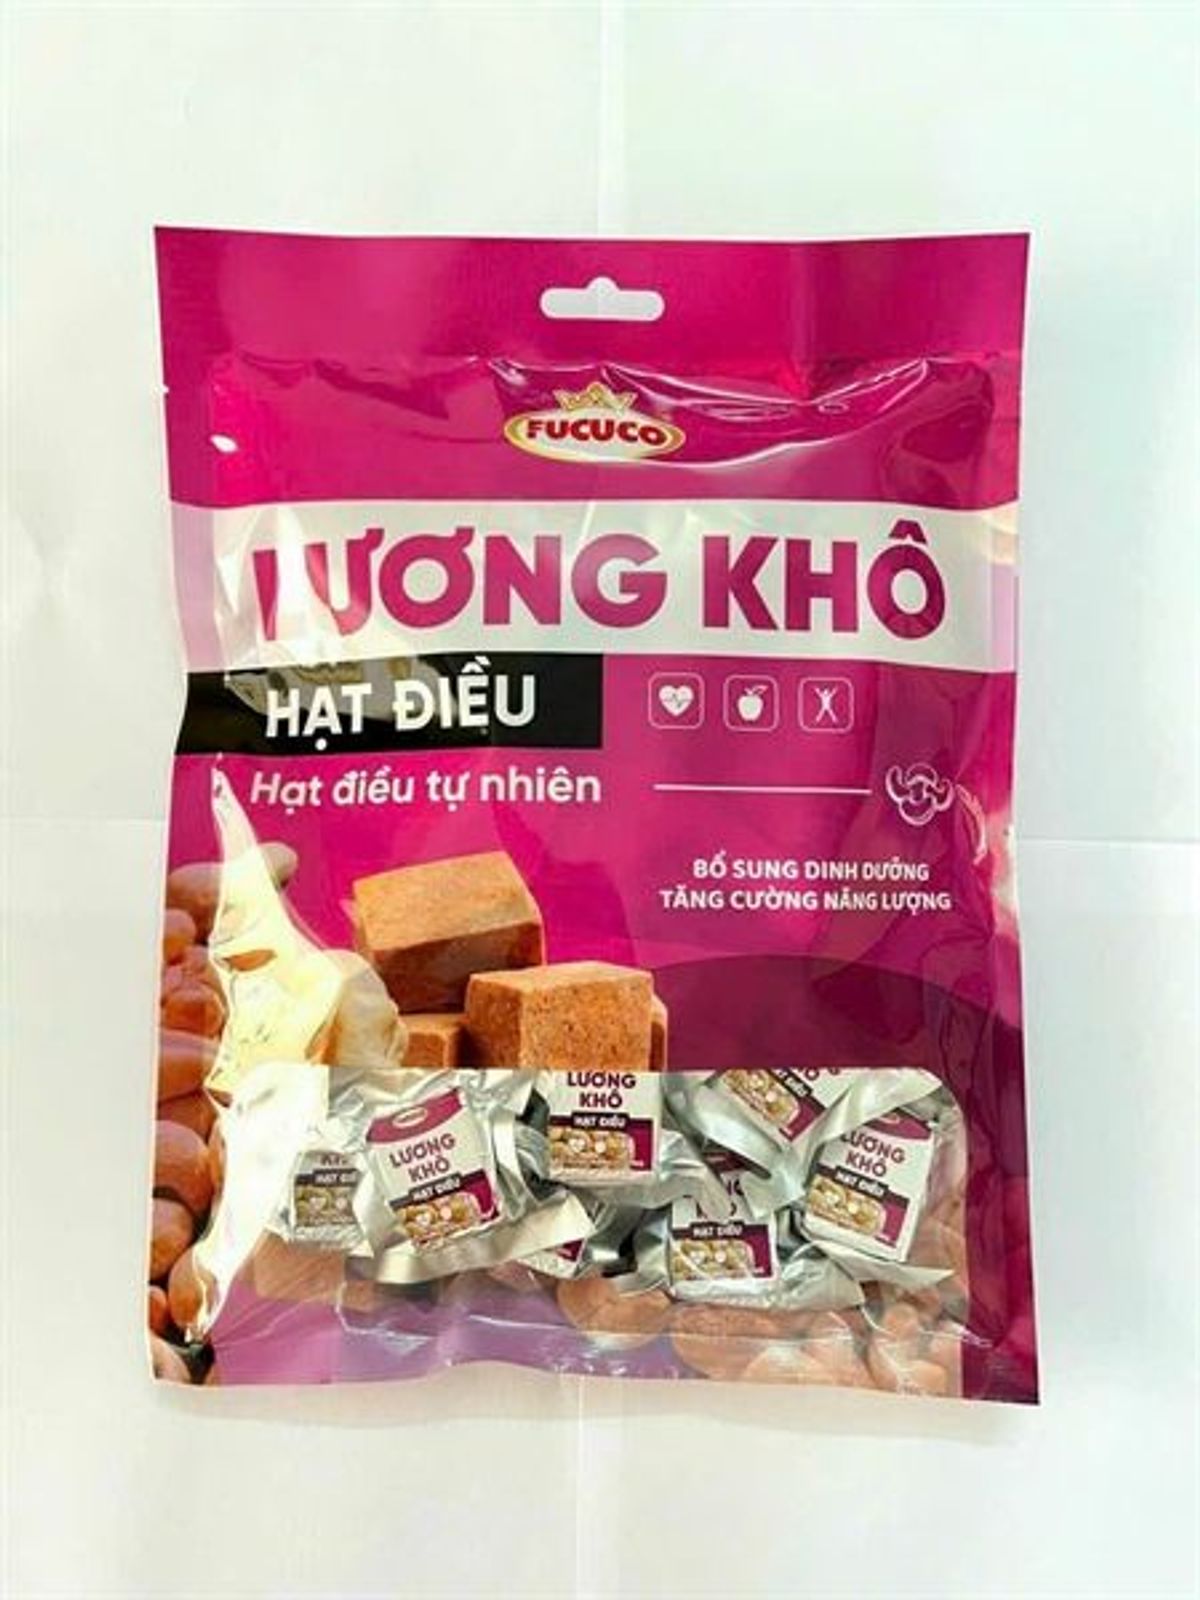 FUCUCO
LƯƠNG KHÔ
HẠT ĐIỀU
Hạt điều tự nhiên
BỔ SUNG DINH DƯỠNG
TĂNG CƯỜNG NĂNG LƯỢNG
LƯƠNG
KHÔ
HẠT ĐIỀU
LƯƠNG
KHÔ
HẠT ĐIỀU
LƯƠNG
KHÔ
HẠT ĐIỀU
HẠT ĐIỀU